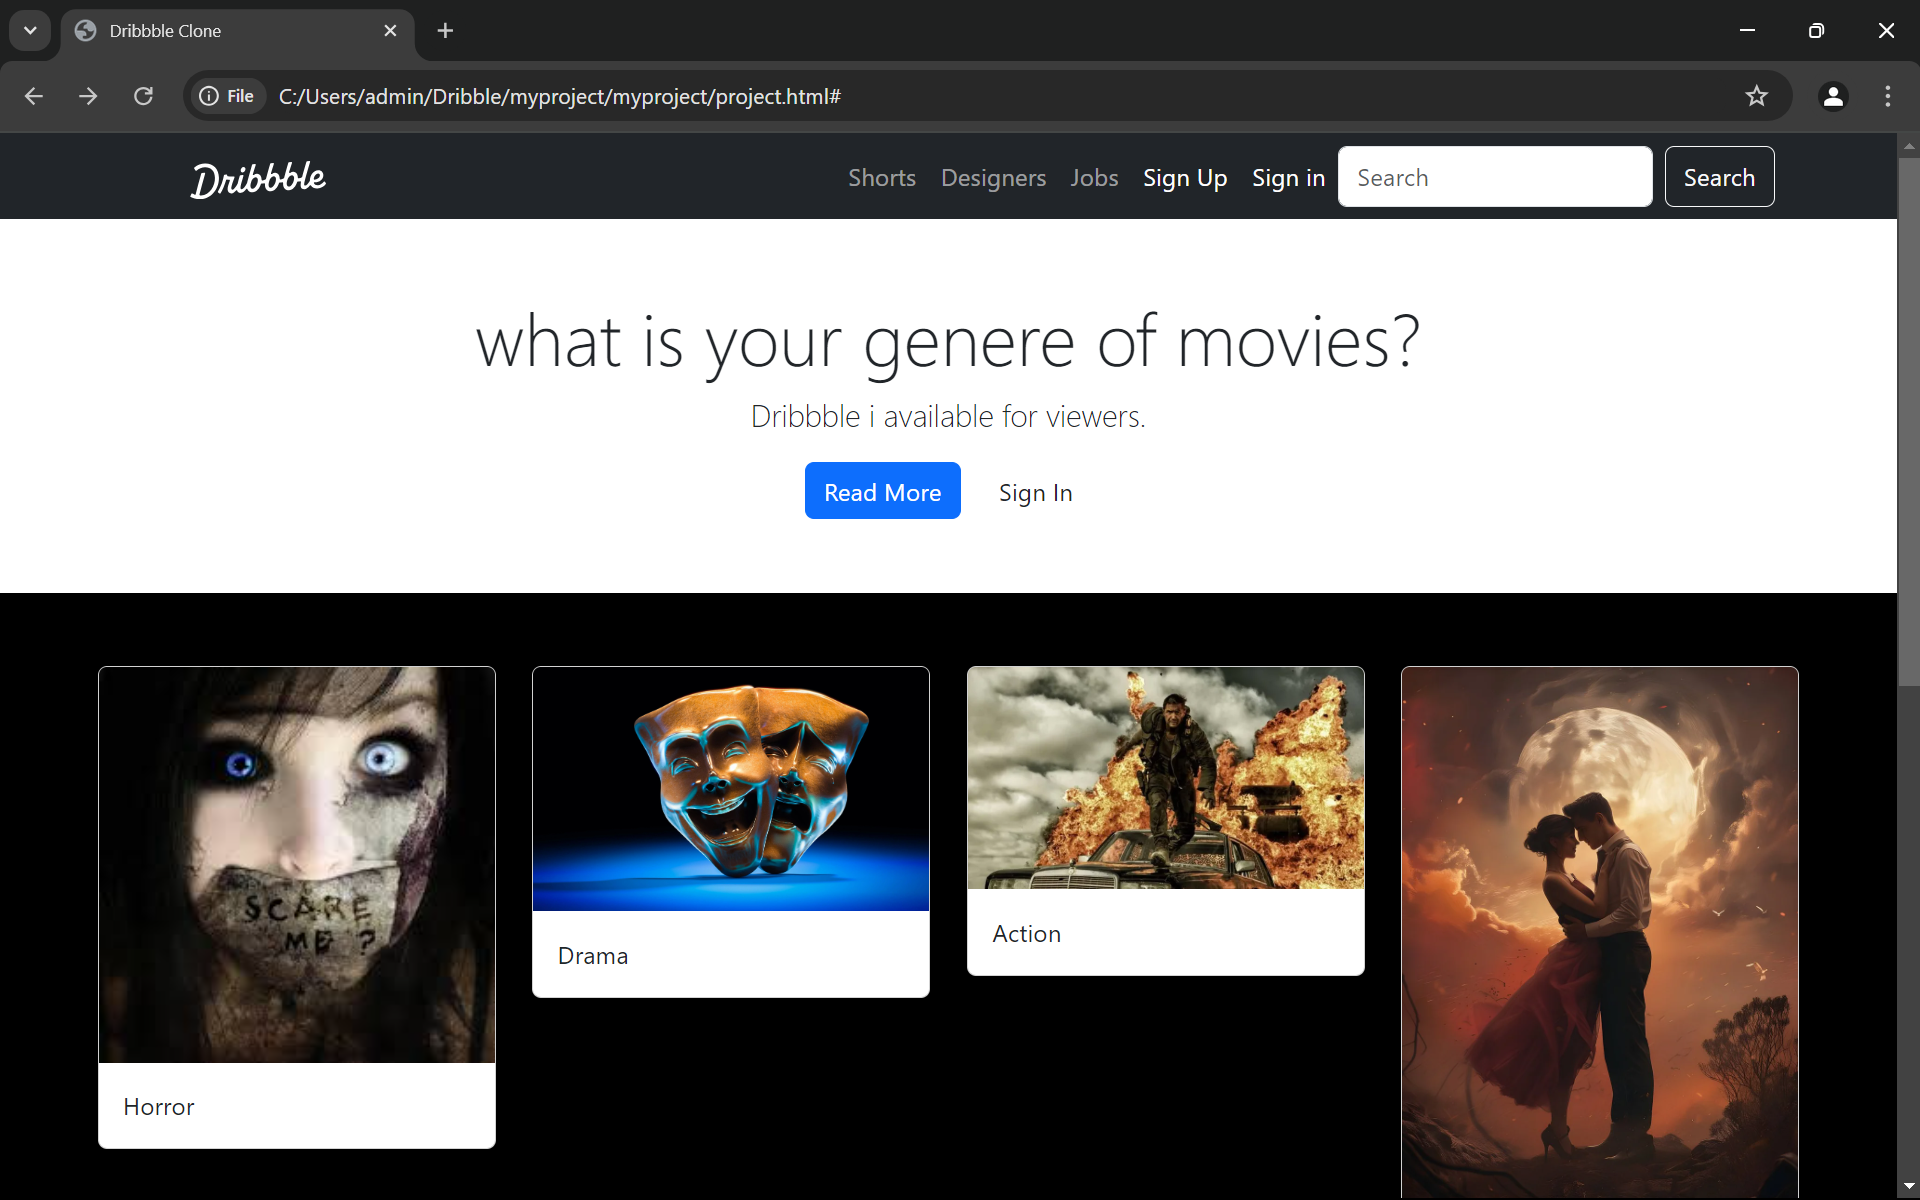 Dribbble Clone
File C:/Users/admin/Dribble/myproject/myproject/project.html#
Dribbble Shorts Designers Jobs Sign Up Sign in Search Search
what is your genere of movies?
Dribbble i available for viewers.
Read More Sign In
SCARE
ME ?
Horror
Drama
Action